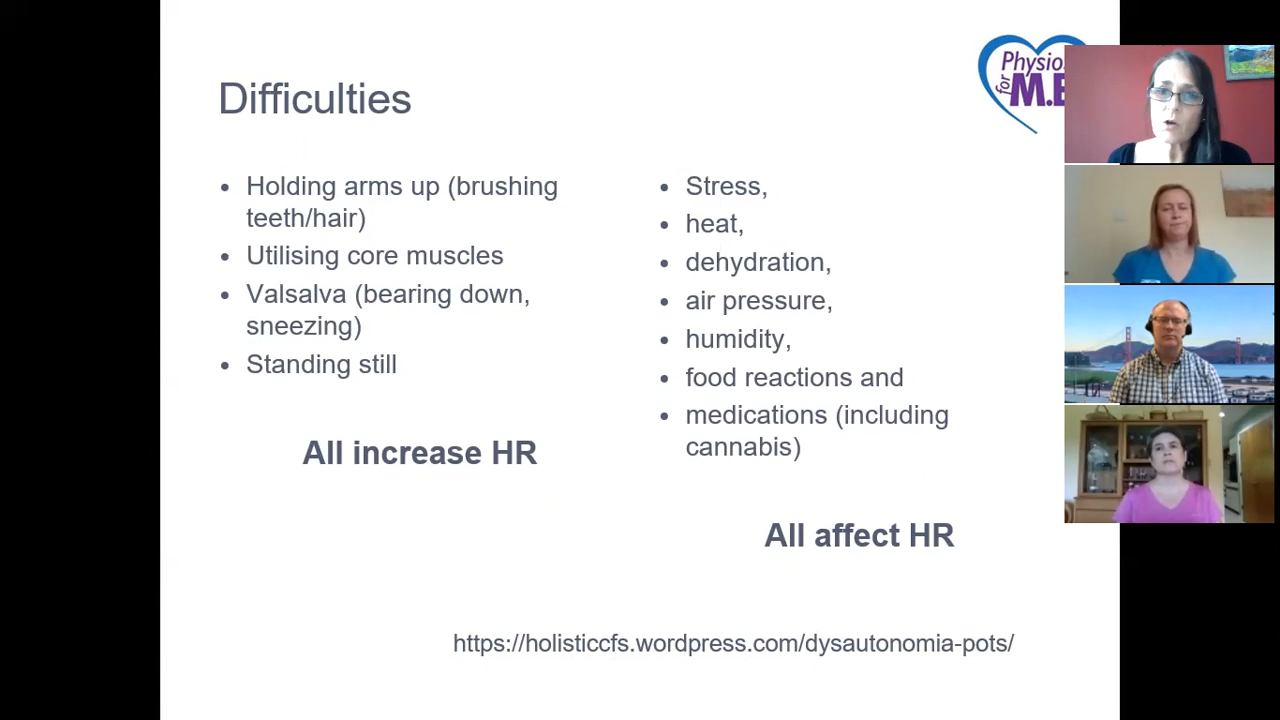 Physio
for M.E
Difficulties
• Holding arms up (brushing
teeth/hair)
• Utilising core muscles
• Valsalva (bearing down,
sneezing)
• Standing still
All increase HR
• Stress,
• heat,
• dehydration,
• air pressure,
• humidity,
• food reactions and
• medications (including
cannabis)
All affect HR
https://holisticcfs.wordpress.com/dysautonomia-pots/